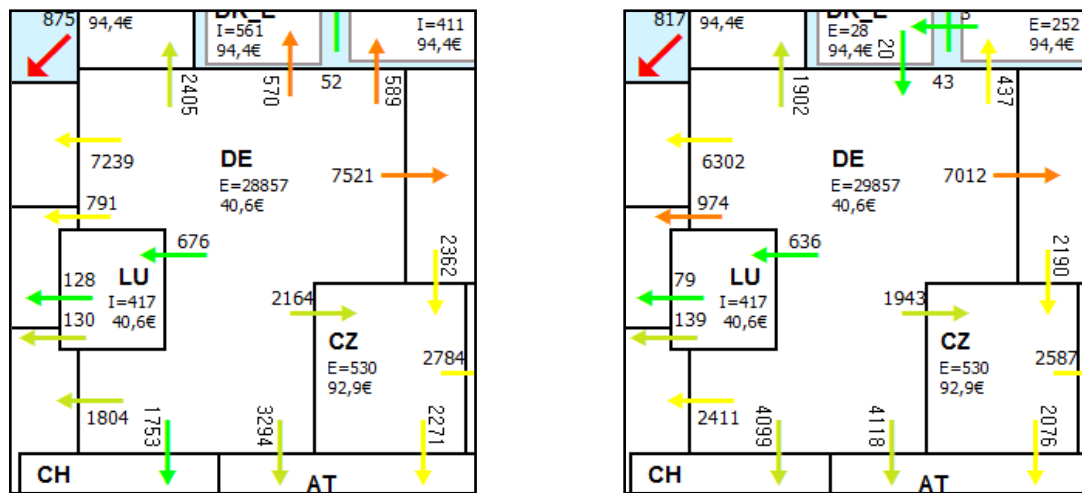 875
94,4€
I=561
94,4€
I=411
94,4€
2405
570
52
589
7239
DE
E=28857
40,6€
7521
791
676
2362
128
LU
I=417
40,6€
130
2164
CZ
E=530
92,9€
2784
1804
1753
3294
2271
CH
AT
817
94,4€
E=28
94,4€
20
E=252
94,4€
1902
43
437
6302
DE
E=29857
40,6€
7012
974
636
2190
79
LU
I=417
40,6€
139
1943
CZ
E=530
92,9€
2587
2411
4099
4118
2076
CH
AT